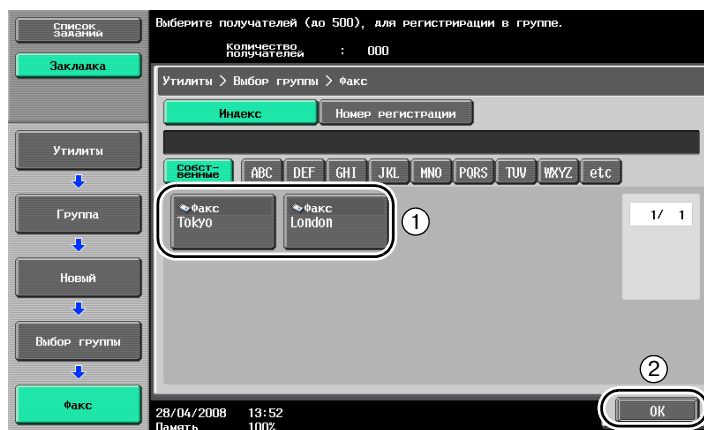 Список
заданий
Закладка
Утилиты
Группа
Новый
Выбор группы
Факс
Выберите получателей (до 500), для регистрирации в группе.
Количество
получателей : 000
Утилиты > Выбор группы > Факс
Индекс Номер регистрации
Собст-
венные ABC DEF GHI JKL MNO PQRS TUV WXYZ etc
Факс
Tokyo
Факс
London
1
1/ 1
2
28/04/2008 13:52
Память 100%
OK